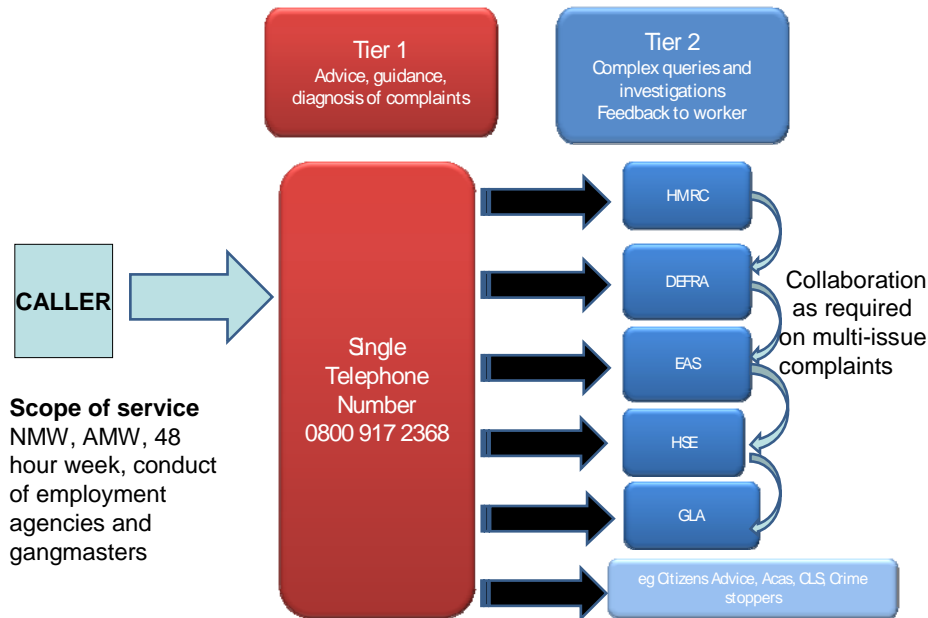 Tier 1
Advice, guidance,
diagnosis of complaints
Tier 2
Complex queries and
investigations
Feedback to worker
CALLER
Scope of service
NMW, AMW, 48
hour week, conduct
of employment
agencies and
gangmasters
Single
Telephone
Number
0800 917 2368
HMRC
DEFRA
EAS
HSE
GLA
eg Citizens Advice, Acas, CLS, Crime
stoppers
Collaboration
as required
on multi-issue
complaints